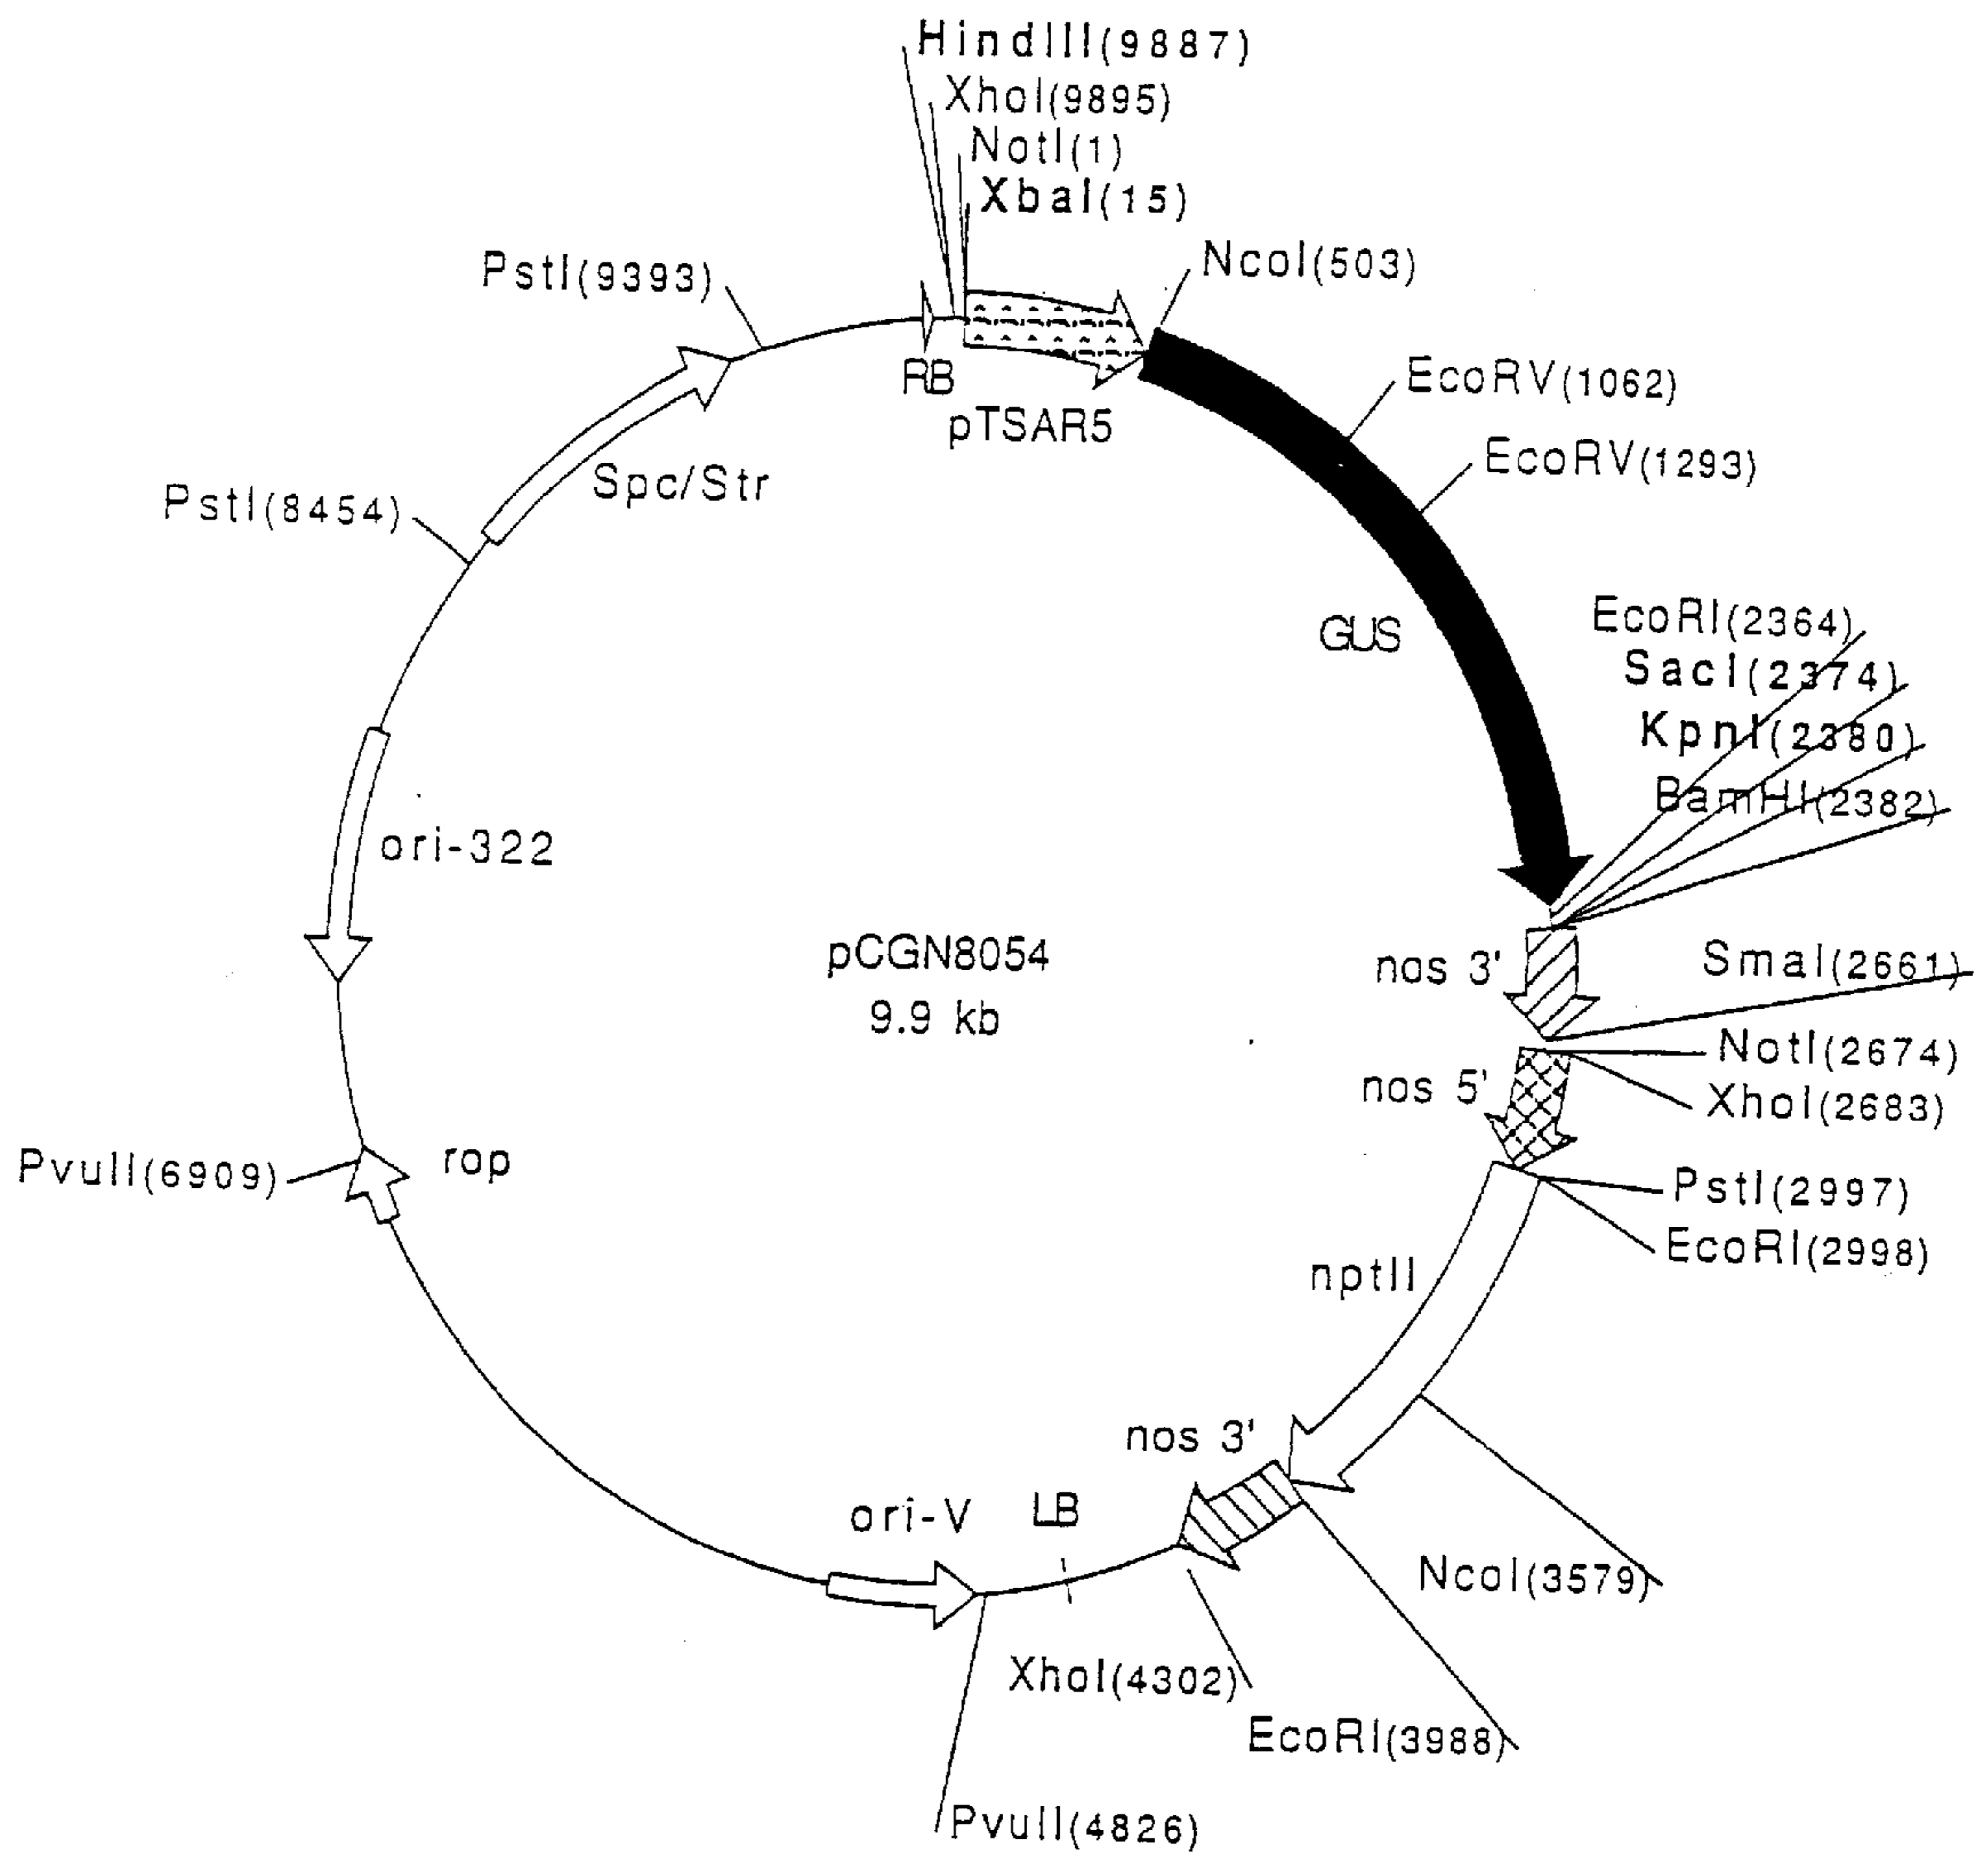 HindIII(9887)
XhoI(9895)
NotI(1)
XbaI(15)
NcoI(503)
PstI(9393)
RB
pTSAR5
EcoRV(1062)
EcoRV(1293)
Spc/Str
PstI(8454)
GUS
EcoRI(2364)
SacI(2374)
KpnI(2380)
BamHI(2382)
ori-322
pCGN8054
9.9 kb
nos 3'
SmaI(2661)
NotI(2674)
nos 5'
XhoI(2683)
PvuII(6909)
rop
PstI(2997)
EcoRI(2998)
nptII
nos 3'
ori-V
LB
NcoI(3579)
XhoI(4302)
EcoRI(3988)
PvuII(4826)